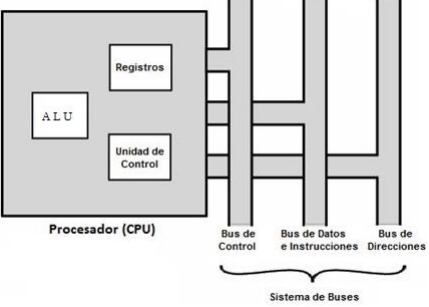 Registros
ALU
Unidad de
Control
Procesador (CPU)
Bus de
Control
Bus de Datos
e Instrucciones
Bus de
Direcciones
Sistema de Buses